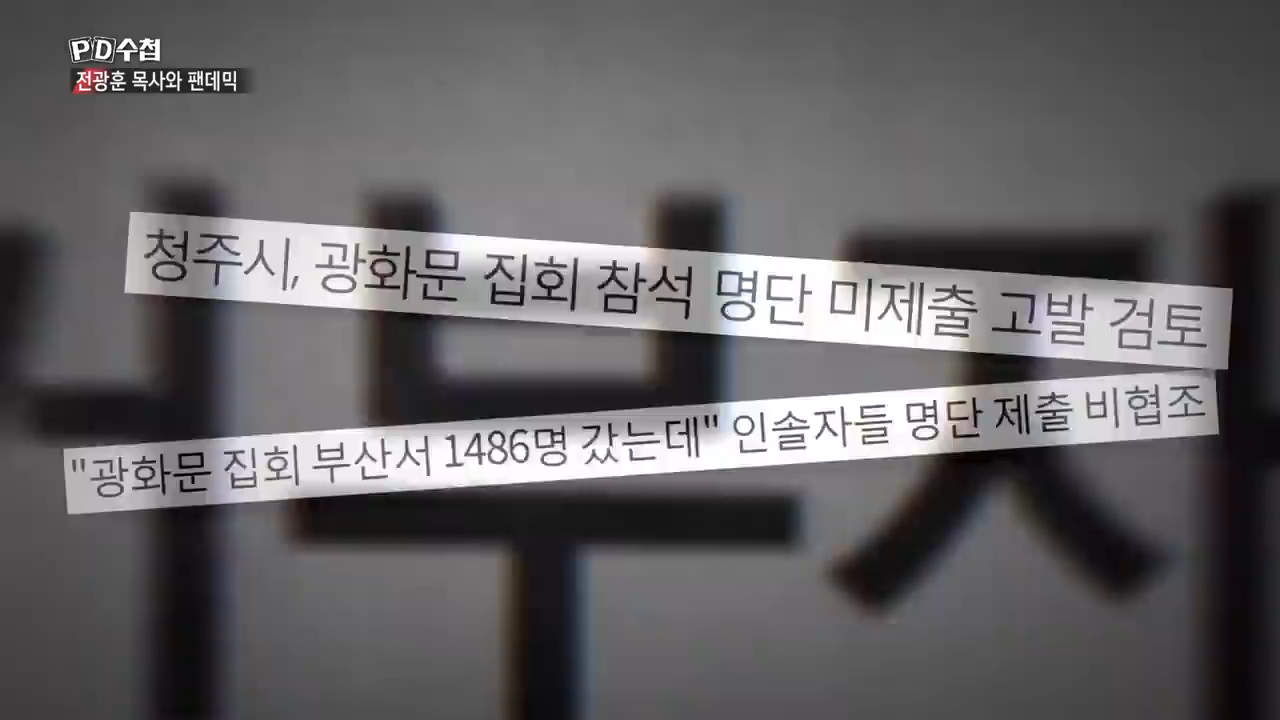 PD수첩
전광훈 목사와 팬데믹
청주시, 광화문 집회 참석 명단 미제출 고발 검토
"광화문 집회 부산서 1486명 갔는데" 인솔자들 명단 제출 비협조